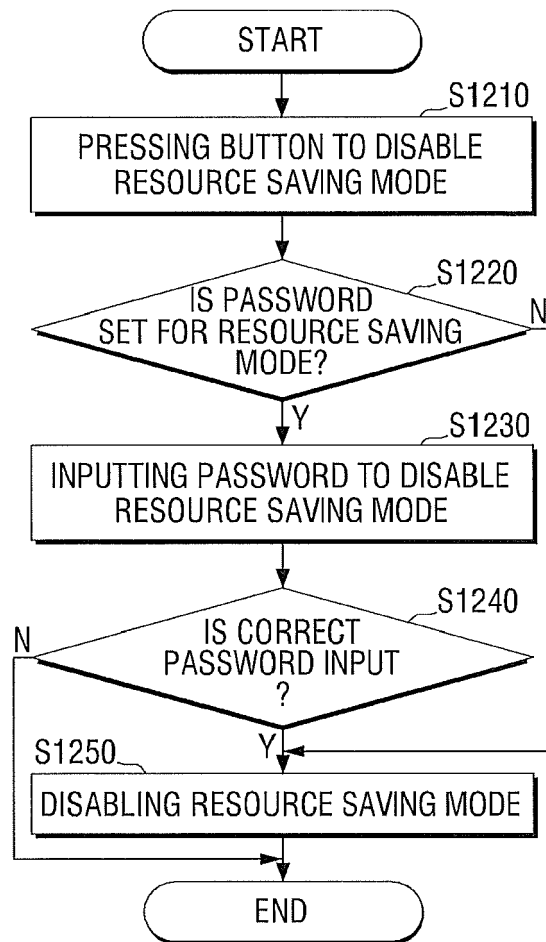 START
S1210
PRESSING BUTTON TO DISABLE
RESOURCE SAVING MODE
S1220
IS PASSWORD
SET FOR RESOURCE SAVING
MODE?
N
Y
S1230
INPUTTING PASSWORD TO DISABLE
RESOURCE SAVING MODE
S1240
N
IS CORRECT
PASSWORD INPUT
?
Y
S1250
DISABLING RESOURCE SAVING MODE
END